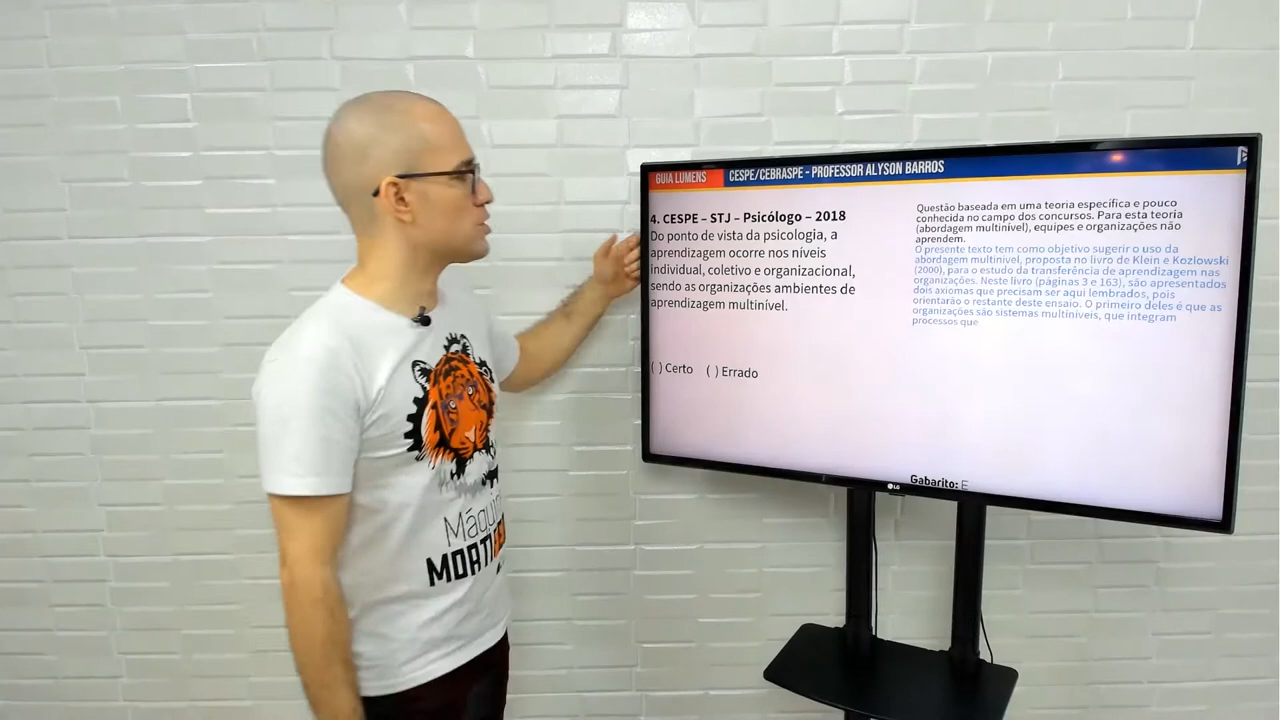 GUIA LUMENS
CESPE/CEBRASPE - PROFESSOR ALYSON BARROS
4. CESPE – STJ – Psicólogo – 2018
Do ponto de vista da psicologia, a
aprendizagem ocorre nos níveis
individual, coletivo e organizacional,
sendo as organizações ambientes de
aprendizagem multinível.
( ) Certo ( ) Errado
Questão baseada em uma teoria específica e pouco
conhecida no campo dos concursos. Para esta teoria
(abordagem multinível), equipes e organizações não
aprendem.
O presente texto tem como objetivo sugerir o uso da
abordagem multinível, proposta no livro de Klein e Kozlowski
(2000), para o estudo da transferência de aprendizagem nas
organizações. Neste livro (páginas 3 e 163), são apresentados
dois axiomas que precisam ser aqui lembrados, pois
orientarão o restante deste ensaio. O primeiro deles é que as
organizações são sistemas multiníveis, que integram
processos que
Gabarito: E
LG